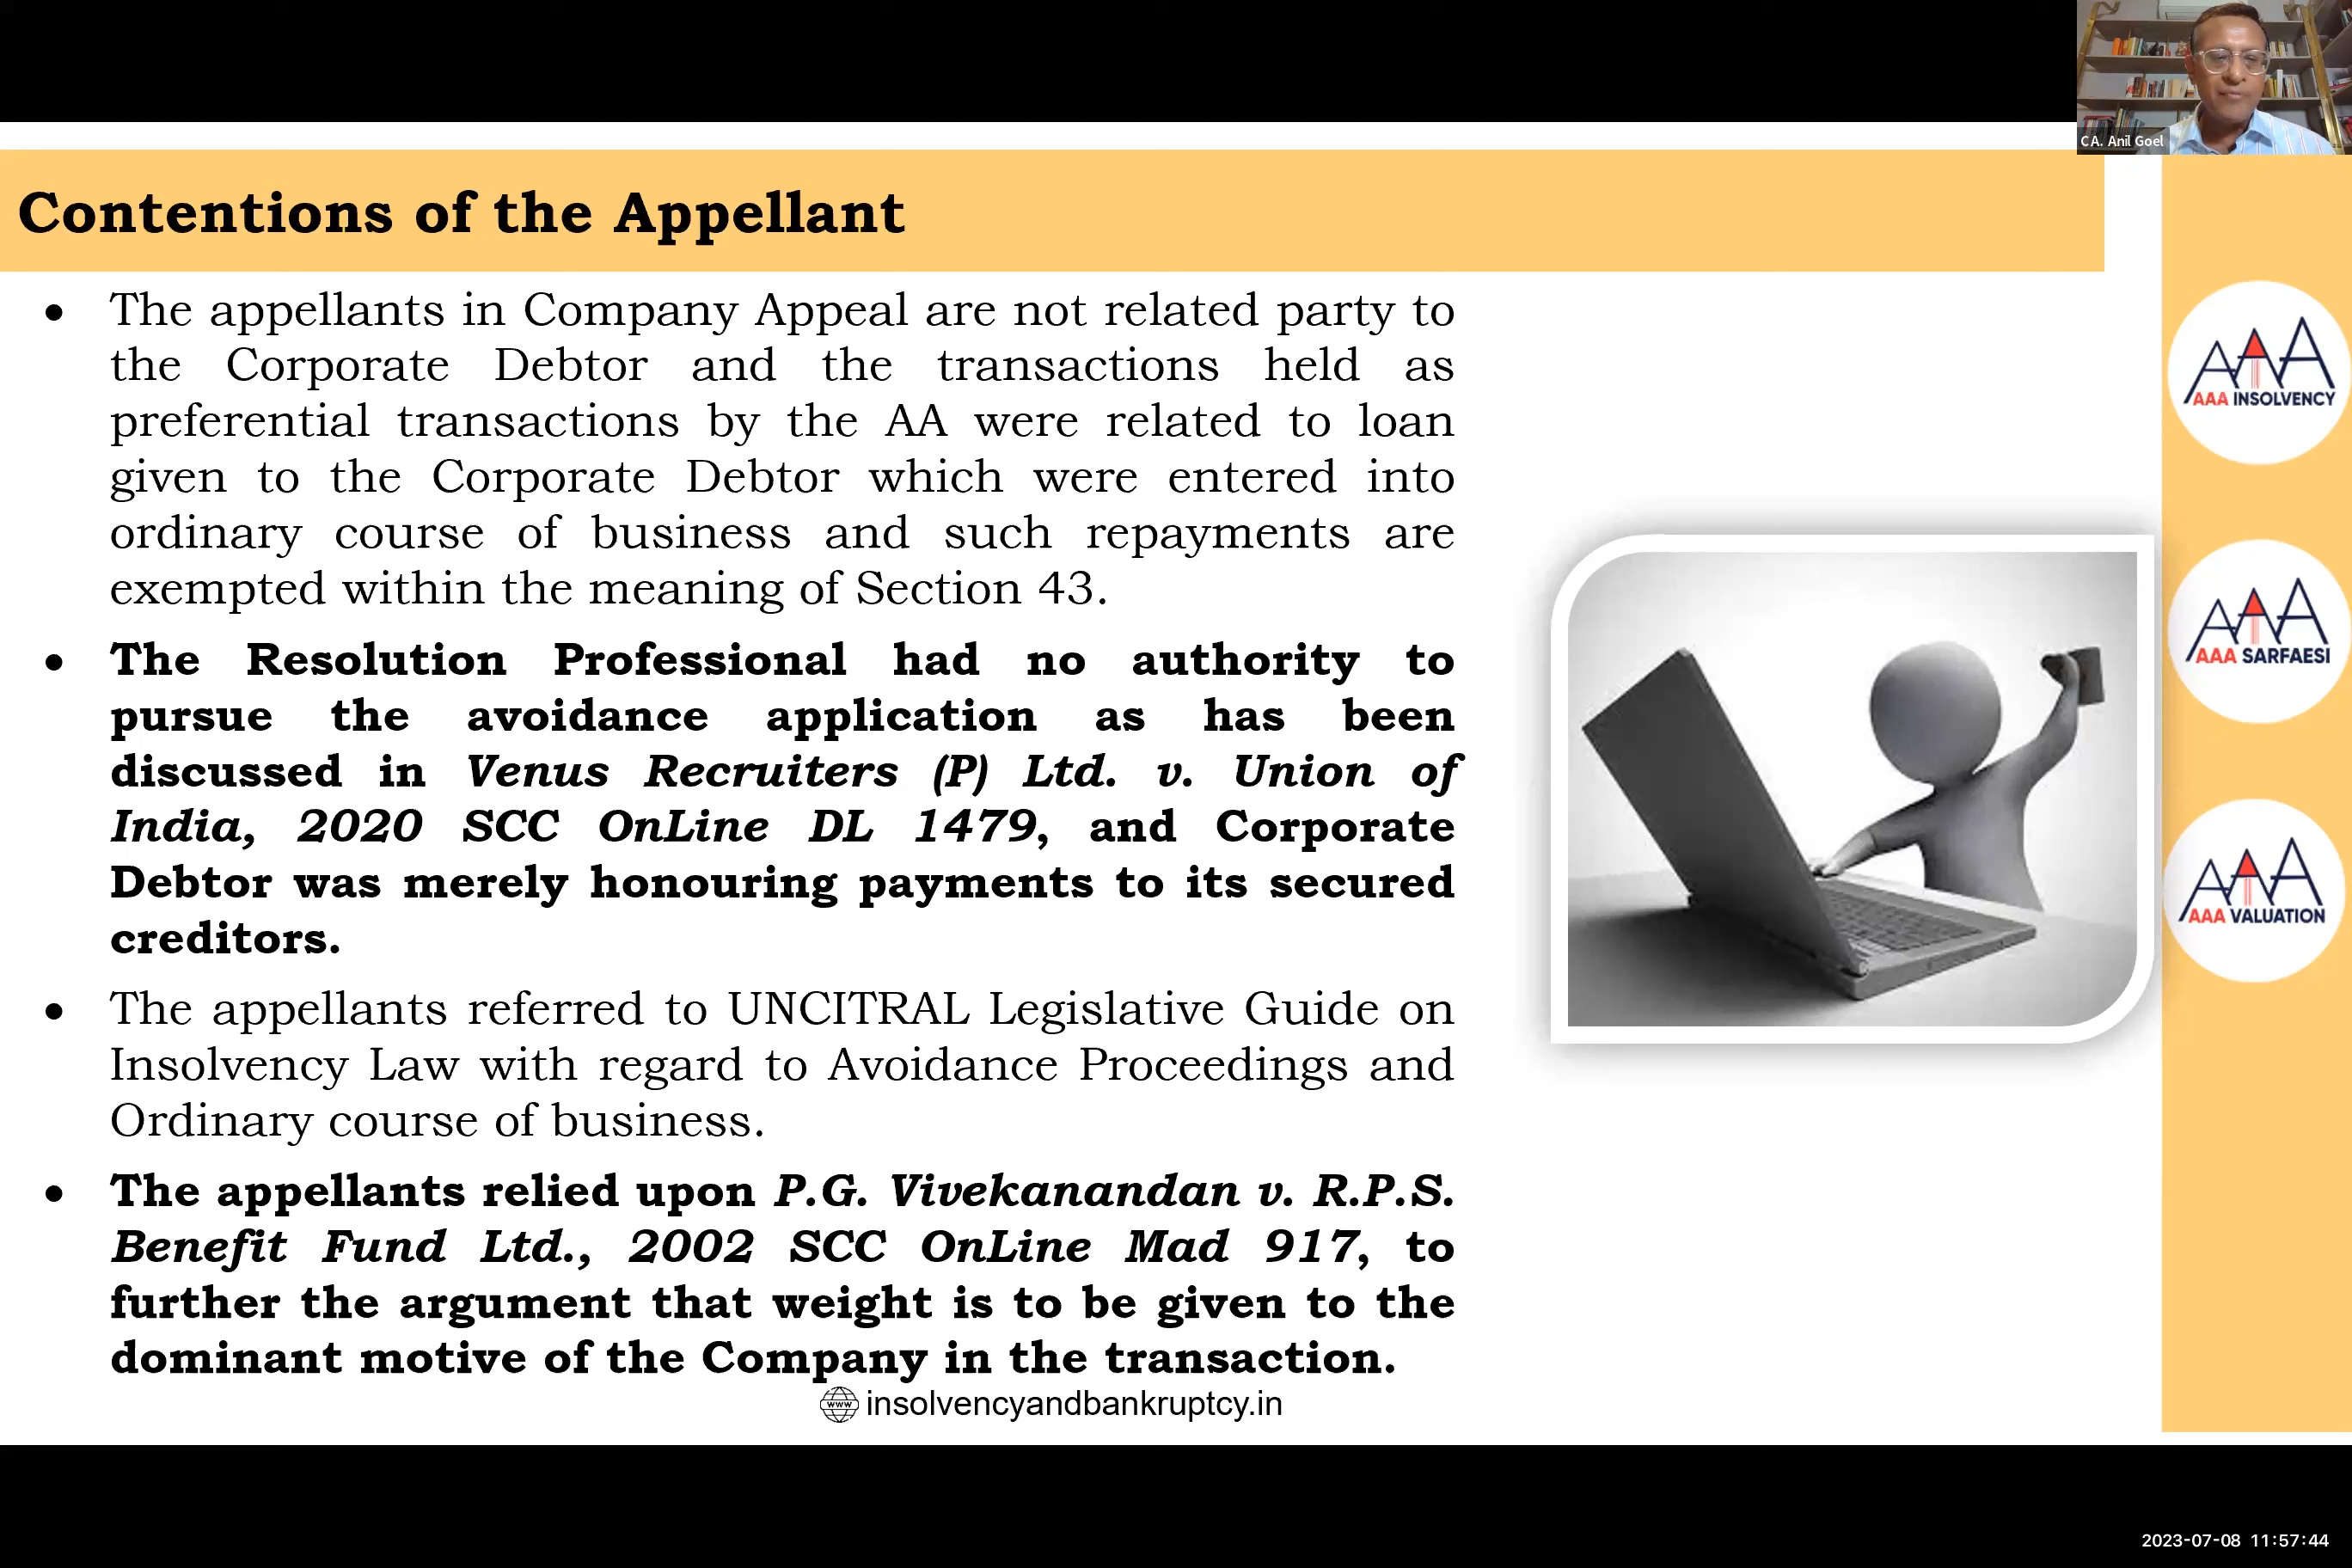 CA. Anil Goel
Contentions of the Appellant
• The appellants in Company Appeal are not related party to
the Corporate Debtor and the transactions held as
preferential transactions by the AA were related to loan
given to the Corporate Debtor which were entered into
ordinary course of business and such repayments are
exempted within the meaning of Section 43.
• The Resolution Professional had no authority to
pursue the avoidance application as has been
discussed in Venus Recruiters (P) Ltd. v. Union of
India, 2020 SCC OnLine DL 1479, and Corporate
Debtor was merely honouring payments to its secured
creditors.
• The appellants referred to UNCITRAL Legislative Guide on
Insolvency Law with regard to Avoidance Proceedings and
Ordinary course of business.
• The appellants relied upon P.G. Vivekanandan v. R.P.S.
Benefit Fund Ltd., 2002 SCC OnLine Mad 917, to
further the argument that weight is to be given to the
dominant motive of the Company in the transaction.
www insolvencyandbankruptcy.in
AAA
AAA INSOLVENCY
AAA
AAA SARFAESI
AAA
AAA VALUATION
2023-07-08 11:57:44